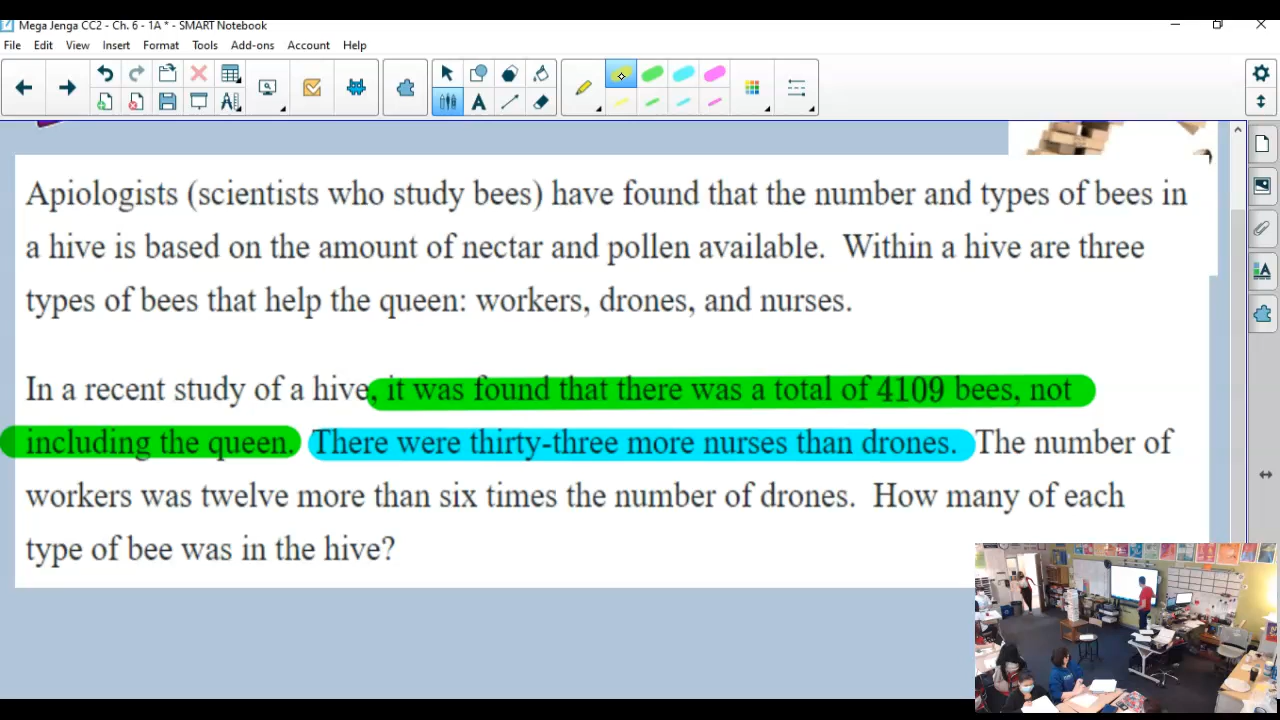 Mega Jenga CC2 - Ch. 6 - 1A * - SMART Notebook
File Edit View Insert Format Tools Add-ons Account Help
Apiologists (scientists who study bees) have found that the number and types of bees in
a hive is based on the amount of nectar and pollen available. Within a hive are three
types of bees that help the queen: workers, drones, and nurses.
In a recent study of a hive, it was found that there was a total of 4109 bees, not
including the queen. There were thirty-three more nurses than drones. The number of
workers was twelve more than six times the number of drones. How many of each
type of bee was in the hive?